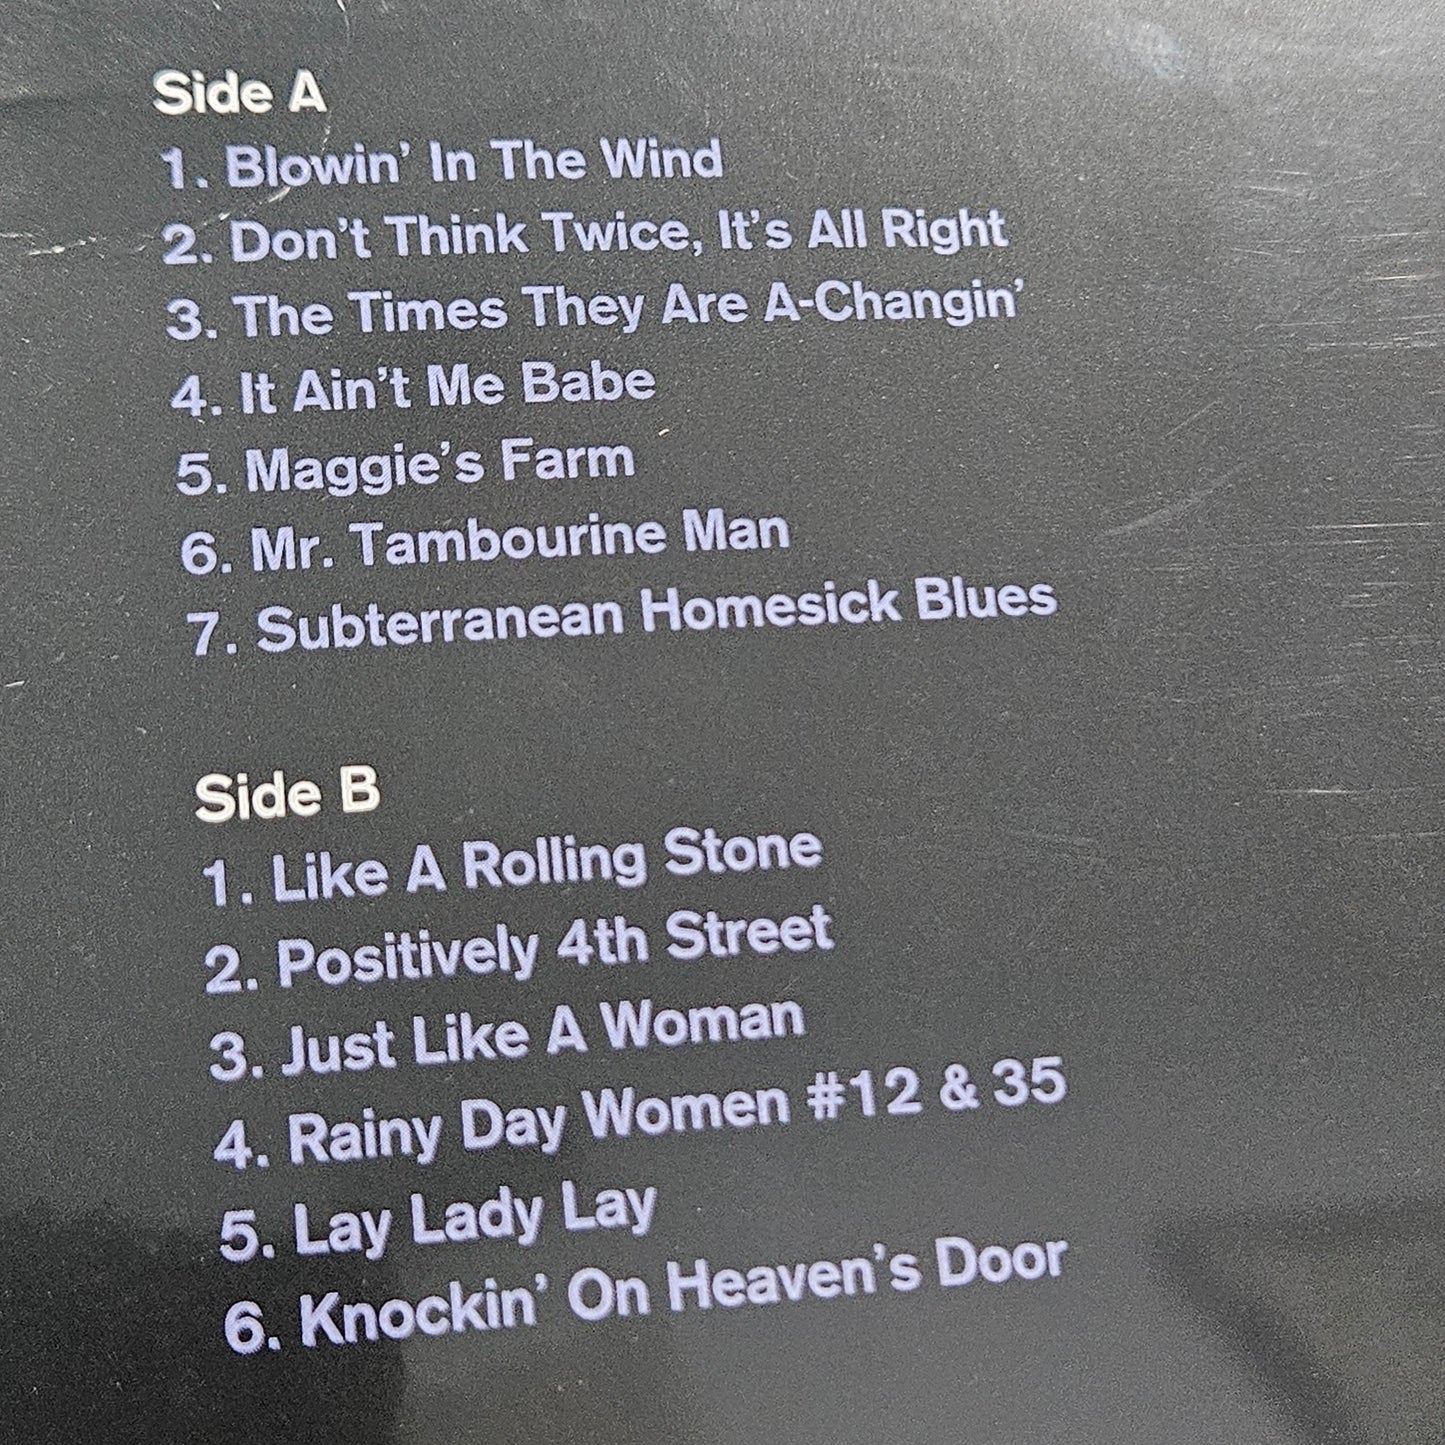 Side A
1. Blowin’ In The Wind
2. Don’t Think Twice, It’s All Right
3. The Times They Are A-Changin’
4. It Ain’t Me Babe
5. Maggie’s Farm
6. Mr. Tambourine Man
7. Subterranean Homesick Blues
Side B
1. Like A Rolling Stone
2. Positively 4th Street
3. Just Like A Woman
4. Rainy Day Women #12 & 35
5. Lay Lady Lay
6. Knockin’ On Heaven’s Door